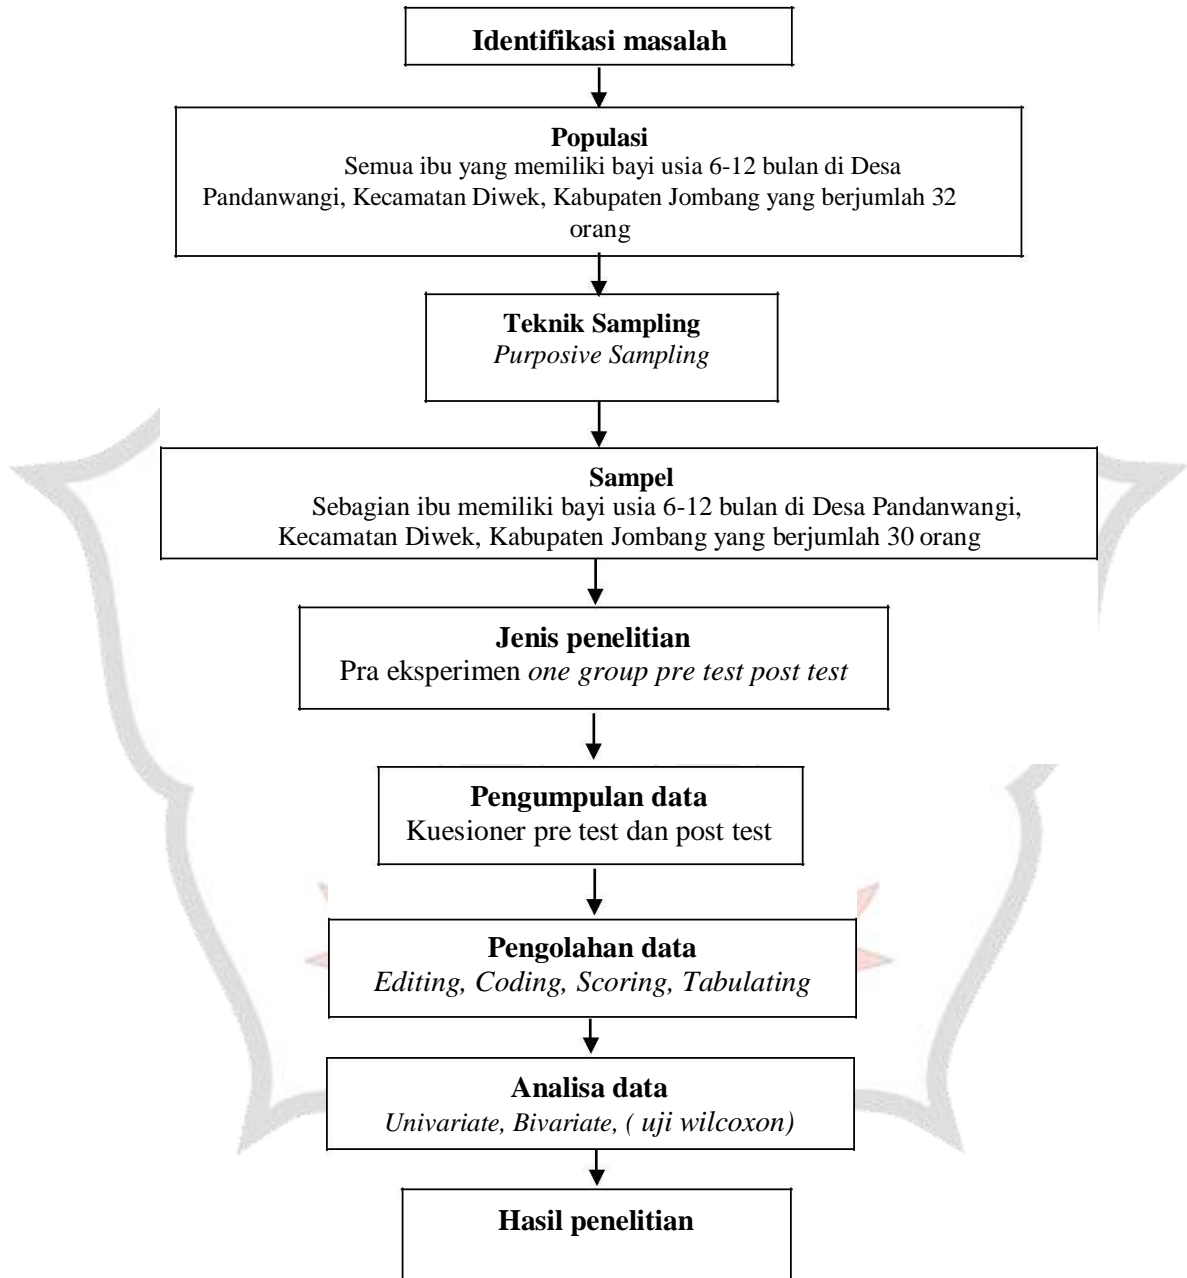 Identifikasi masalah
Populasi
Semua ibu yang memiliki bayi usia 6-12 bulan di Desa
Pandanwangi, Kecamatan Diwek, Kabupaten Jombang yang berjumlah 32
orang
Teknik Sampling
Purposive Sampling
Sampel
Sebagian ibu memiliki bayi usia 6-12 bulan di Desa Pandanwangi,
Kecamatan Diwek, Kabupaten Jombang yang berjumlah 30 orang
Jenis penelitian
Pra eksperimen one group pre test post test
Pengumpulan data
Kuesioner pre test dan post test
Pengolahan data
Editing, Coding, Scoring, Tabulating
Analisa data
Univariate, Bivariate, ( uji wilcoxon)
Hasil penelitian